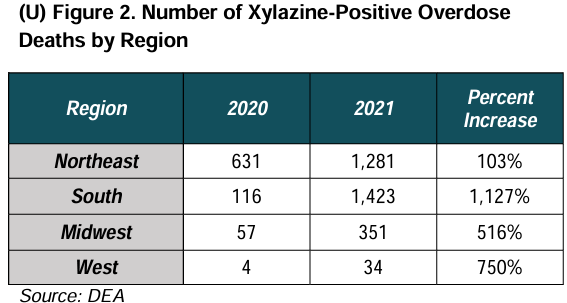 (U) Figure 2. Number of Xylazine-Positive Overdose
Deaths by Region
Region 2020 2021 Percent Increase
Northeast 631 1,281 103%
South 116 1,423 1,127%
Midwest 57 351 516%
West 4 34 750%
Source: DEA